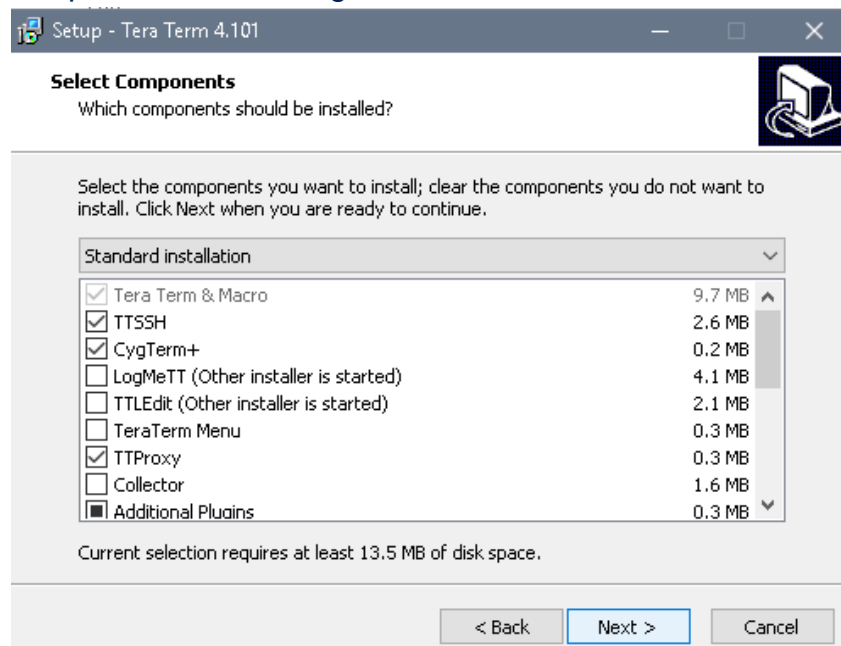 Setup - Tera Term 4.101
Select Components
Which components should be installed?
Select the components you want to install; clear the components you do not want to
install. Click Next when you are ready to continue.
Standard installation
Tera Term & Macro 9.7 MB
TTSSH 2.6 MB
CygTerm+ 0.2 MB
LogMeTT (Other installer is started) 4.1 MB
TTLEdit (Other installer is started) 2.1 MB
TeraTerm Menu 0.3 MB
TTProxy 0.3 MB
Collector 1.6 MB
Additional Plugins 0.3 MB
Current selection requires at least 13.5 MB of disk space.
< Back Next > Cancel